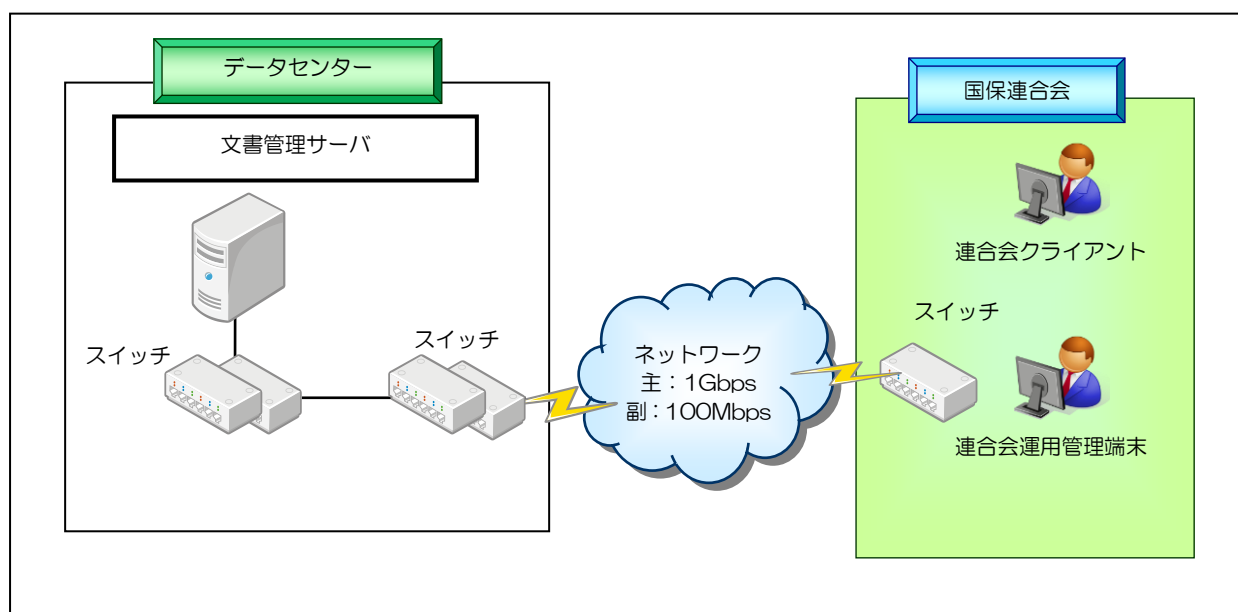 データセンター
文書管理サーバ
スイッチ
スイッチ
ネットワーク
主：1Gbps
副：100Mbps
国保連合会
連合会クライアント
スイッチ
連合会運用管理端末